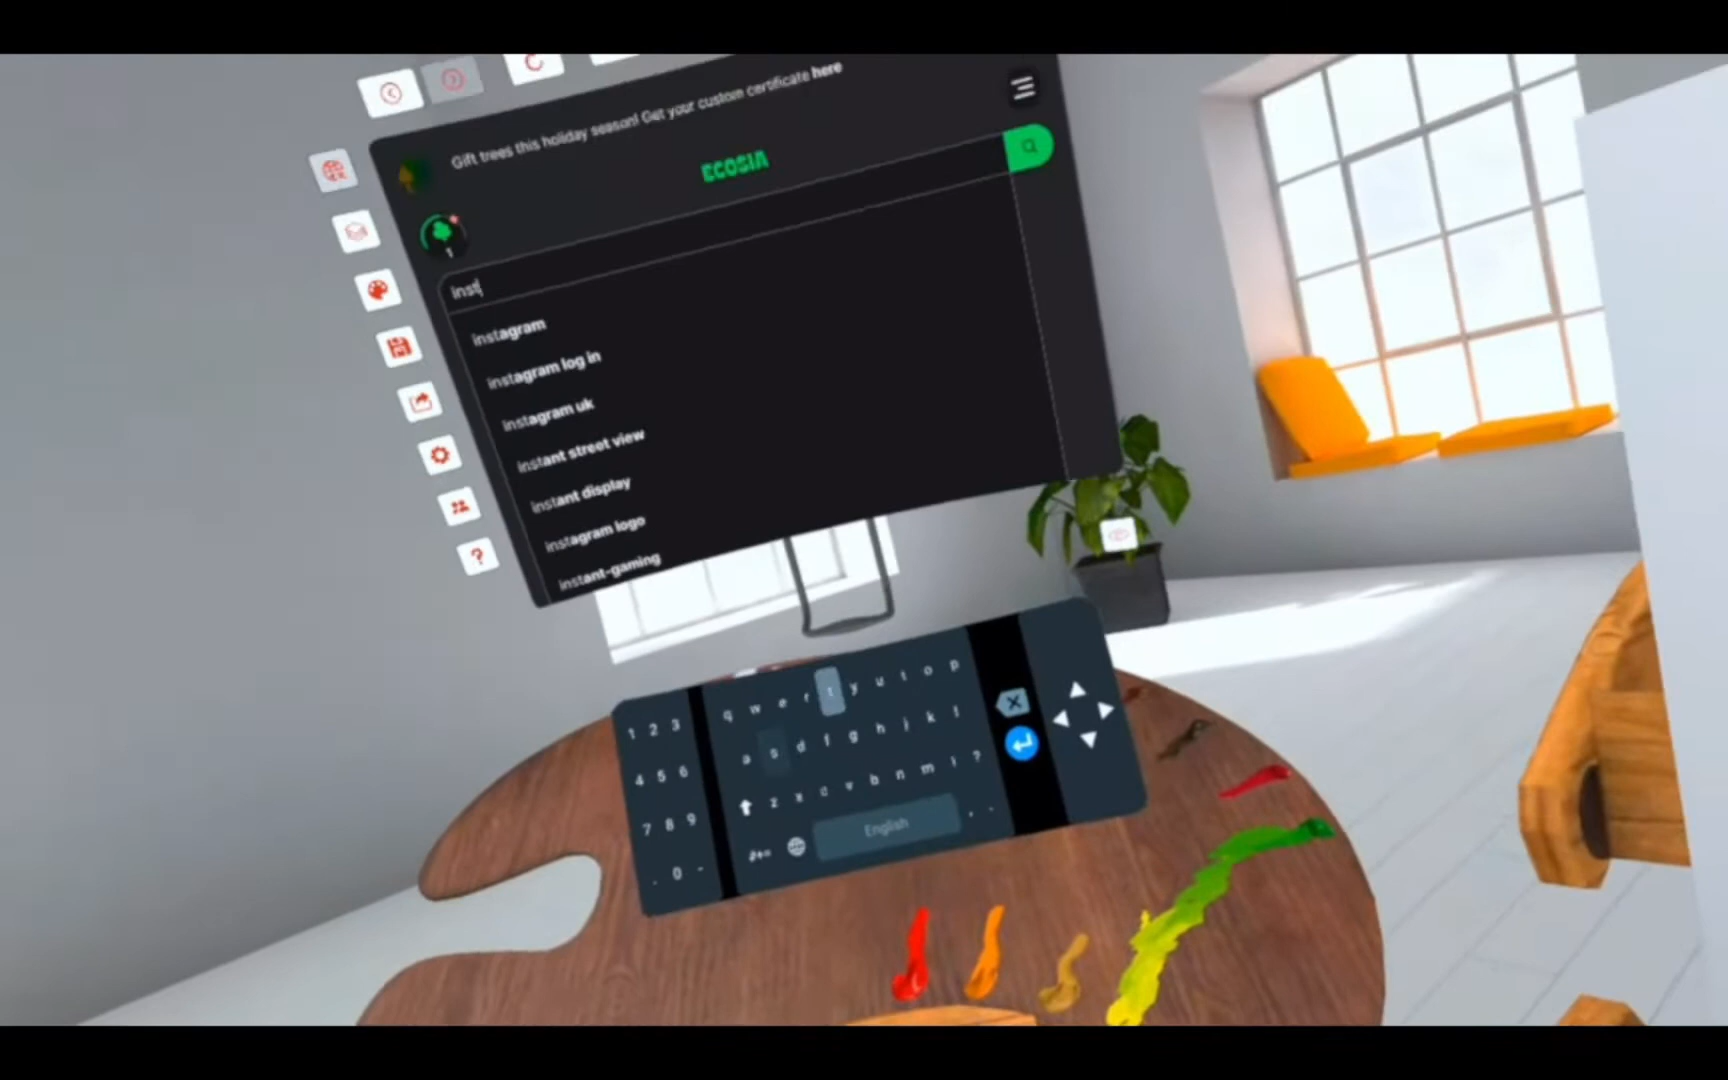 Gift trees this holiday season! Get your custom certificate here
ECOSIA
1
inst
instagram
instagram log in
instagram uk
instant street view
instant display
instagram logo
instant-gaming
?
1 2 3 q w e r t y u i o p
4 5 6 a s d f g h j k l
7 8 9 z x c v b n m ! ?
. 0 - #+= English , .